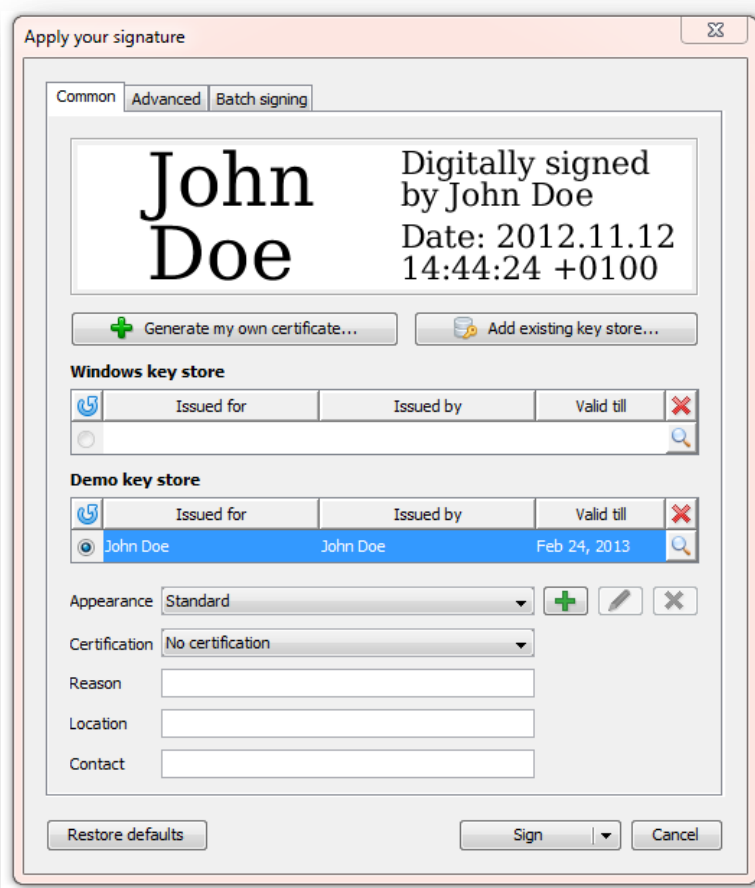 Apply your signature
Common Advanced Batch signing
John
Doe
Digitally signed
by John Doe
Date: 2012.11.12
14:44:24 +0100
Generate my own certificate... Add existing key store...
Windows key store
Issued for Issued by Valid till
Demo key store
Issued for Issued by Valid till
John Doe John Doe Feb 24, 2013
Appearance Standard
Certification No certification
Reason
Location
Contact
Restore defaults Sign Cancel